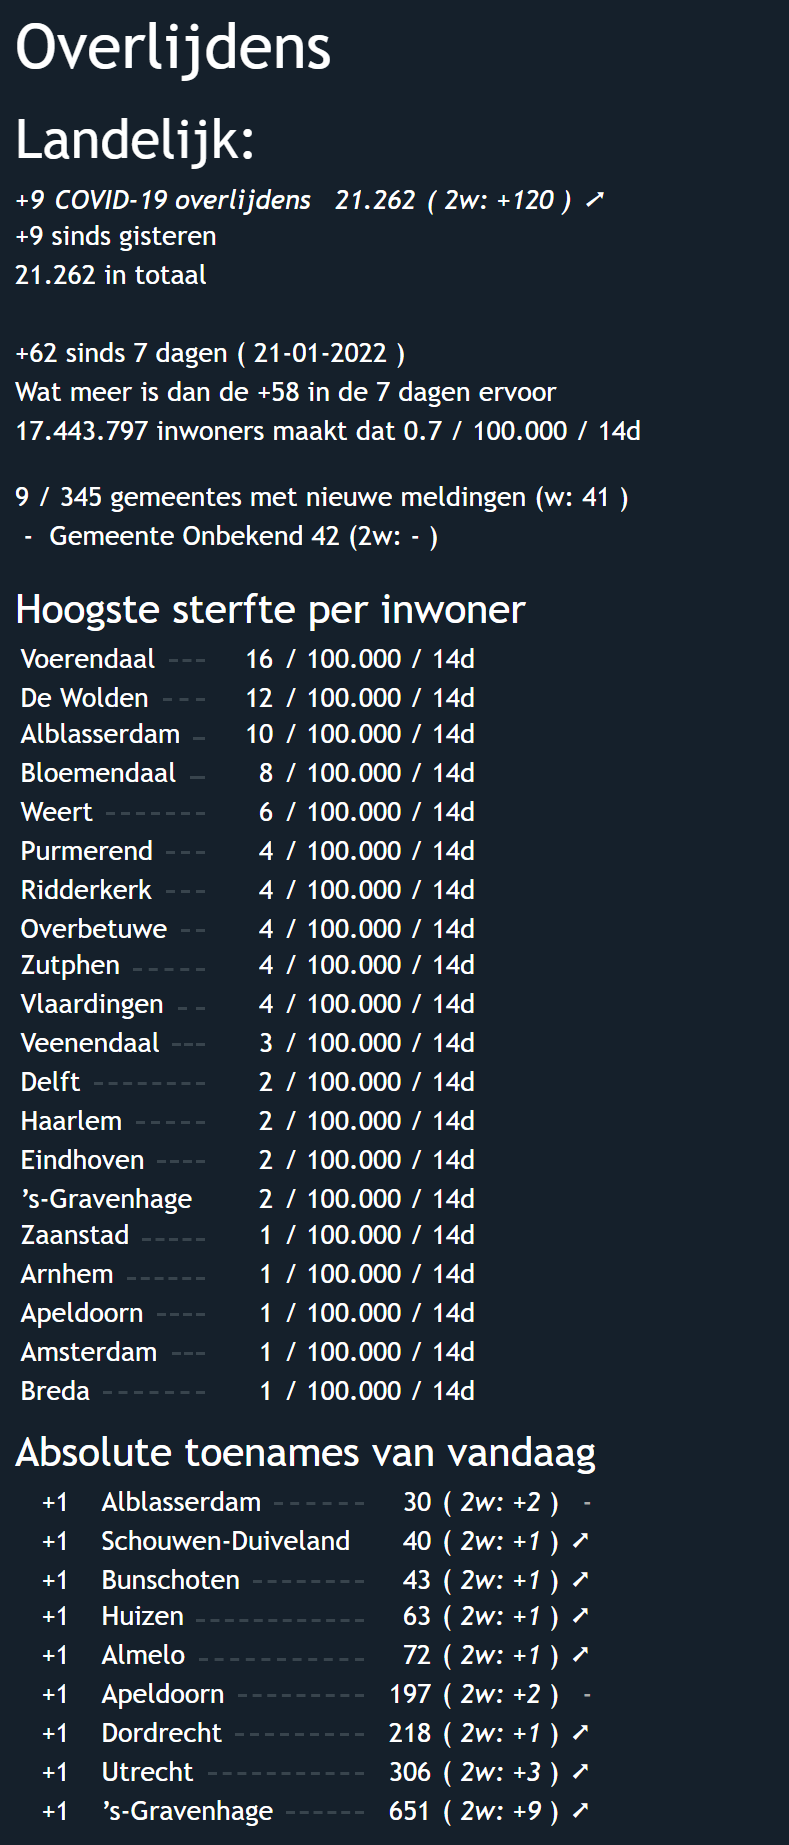 Overlijdens
Landelijk:
+9 COVID-19 overlijdens 21.262 ( 2w: +120 ) ↗
+9 sinds gisteren
21.262 in totaal
+62 sinds 7 dagen ( 21-01-2022 )
Wat meer is dan de +58 in de 7 dagen ervoor
17.443.797 inwoners maakt dat 0.7 / 100.000 / 14d
9 / 345 gemeentes met nieuwe meldingen (w: 41 )
- Gemeente Onbekend 42 (2w: - )
Hoogste sterfte per inwoner
Voerendaal --- 16 / 100.000 / 14d
De Wolden --- 12 / 100.000 / 14d
Alblasserdam – 10 / 100.000 / 14d
Bloemendaal – 8 / 100.000 / 14d
Weert ------- 6 / 100.000 / 14d
Purmerend --- 4 / 100.000 / 14d
Ridderkerk --- 4 / 100.000 / 14d
Overbetuwe -- 4 / 100.000 / 14d
Zutphen ----- 4 / 100.000 / 14d
Vlaardingen -- 4 / 100.000 / 14d
Veenendaal --- 3 / 100.000 / 14d
Delft -------- 2 / 100.000 / 14d
Haarlem ----- 2 / 100.000 / 14d
Eindhoven ---- 2 / 100.000 / 14d
’s-Gravenhage 2 / 100.000 / 14d
Zaanstad ----- 1 / 100.000 / 14d
Arnhem ------ 1 / 100.000 / 14d
Apeldoorn ---- 1 / 100.000 / 14d
Amsterdam --- 1 / 100.000 / 14d
Breda ------- 1 / 100.000 / 14d
Absolute toenames van vandaag
+1 Alblasserdam ------ 30 ( 2w: +2 ) -
+1 Schouwen-Duiveland 40 ( 2w: +1 ) ↗
+1 Bunschoten -------- 43 ( 2w: +1 ) ↗
+1 Huizen ----------- 63 ( 2w: +1 ) ↗
+1 Almelo ----------- 72 ( 2w: +1 ) ↗
+1 Apeldoorn --------- 197 ( 2w: +2 ) -
+1 Dordrecht --------- 218 ( 2w: +1 ) ↗
+1 Utrecht ----------- 306 ( 2w: +3 ) ↗
+1 ’s-Gravenhage ------ 651 ( 2w: +9 ) ↗